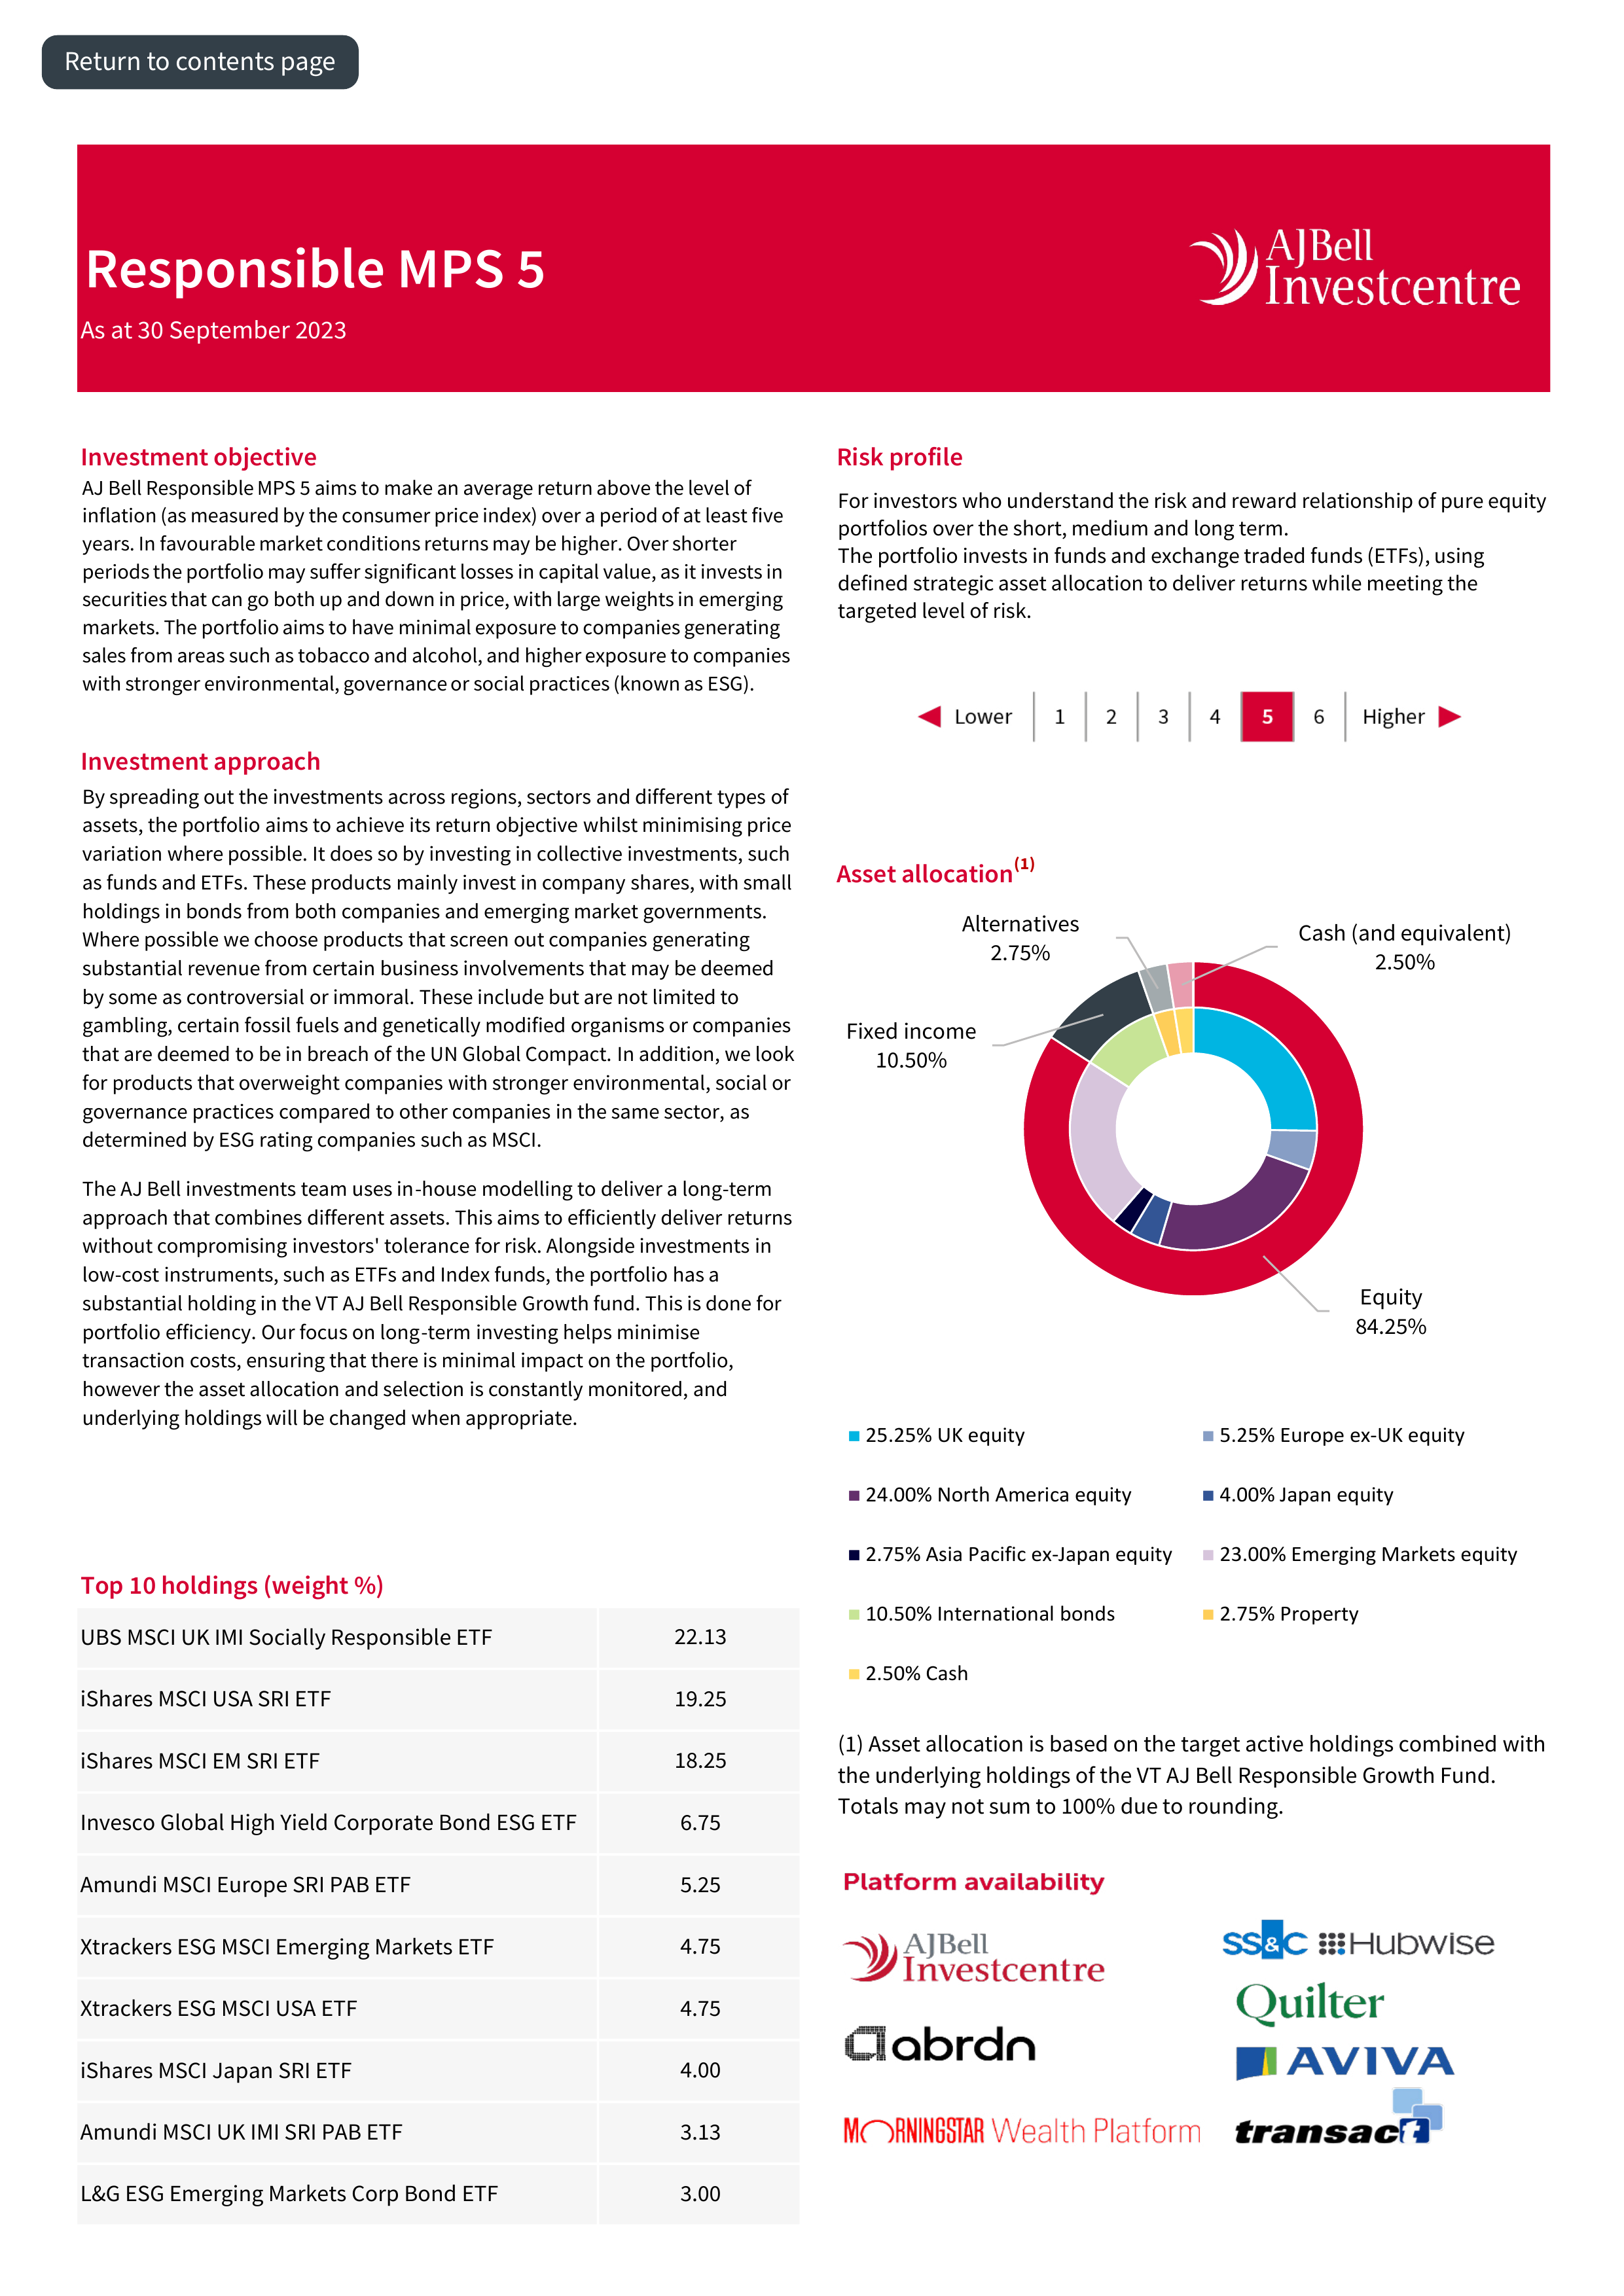 Return to contents page
Responsible MPS 5
As at 30 September 2023
AJBell
Investcentre
Investment objective
AJ Bell Responsible MPS 5 aims to make an average return above the level of
inflation (as measured by the consumer price index) over a period of at least five
years. In favourable market conditions returns may be higher. Over shorter
periods the portfolio may suffer significant losses in capital value, as it invests in
securities that can go both up and down in price, with large weights in emerging
markets. The portfolio aims to have minimal exposure to companies generating
sales from areas such as tobacco and alcohol, and higher exposure to companies
with stronger environmental, governance or social practices (known as ESG).
Investment approach
By spreading out the investments across regions, sectors and different types of
assets, the portfolio aims to achieve its return objective whilst minimising price
variation where possible. It does so by investing in collective investments, such
as funds and ETFs. These products mainly invest in company shares, with small
holdings in bonds from both companies and emerging market governments.
Where possible we choose products that screen out companies generating
substantial revenue from certain business involvements that may be deemed
by some as controversial or immoral. These include but are not limited to
gambling, certain fossil fuels and genetically modified organisms or companies
that are deemed to be in breach of the UN Global Compact. In addition, we look
for products that overweight companies with stronger environmental, social or
governance practices compared to other companies in the same sector, as
determined by ESG rating companies such as MSCI.
The AJ Bell investments team uses in-house modelling to deliver a long-term
approach that combines different assets. This aims to efficiently deliver returns
without compromising investors' tolerance for risk. Alongside investments in
low-cost instruments, such as ETFs and Index funds, the portfolio has a
substantial holding in the VT AJ Bell Responsible Growth fund. This is done for
portfolio efficiency. Our focus on long-term investing helps minimise
transaction costs, ensuring that there is minimal impact on the portfolio,
however the asset allocation and selection is constantly monitored, and
underlying holdings will be changed when appropriate.
Top 10 holdings (weight %)
UBS MSCI UK IMI Socially Responsible ETF 22.13
iShares MSCI USA SRI ETF 19.25
iShares MSCI EM SRI ETF 18.25
Invesco Global High Yield Corporate Bond ESG ETF 6.75
Amundi MSCI Europe SRI PAB ETF 5.25
Xtrackers ESG MSCI Emerging Markets ETF 4.75
Xtrackers ESG MSCI USA ETF 4.75
iShares MSCI Japan SRI ETF 4.00
Amundi MSCI UK IMI SRI PAB ETF 3.13
L&G ESG Emerging Markets Corp Bond ETF 3.00
Risk profile
For investors who understand the risk and reward relationship of pure equity
portfolios over the short, medium and long term.
The portfolio invests in funds and exchange traded funds (ETFs), using
defined strategic asset allocation to deliver returns while meeting the
targeted level of risk.
Lower 1 2 3 4 5 6 Higher
Asset allocation(1)
Alternatives
2.75%
Cash (and equivalent)
2.50%
Fixed income
10.50%
Equity
84.25%
25.25% UK equity 5.25% Europe ex-UK equity
24.00% North America equity 4.00% Japan equity
2.75% Asia Pacific ex-Japan equity 23.00% Emerging Markets equity
10.50% International bonds 2.75% Property
2.50% Cash
(1) Asset allocation is based on the target active holdings combined with
the underlying holdings of the VT AJ Bell Responsible Growth Fund.
Totals may not sum to 100% due to rounding.
Platform availability
AJBell
Investcentre
SS&C Hubwise
Quilter
abrdn
AVIVA
MORNINGSTAR Wealth Platform
transact